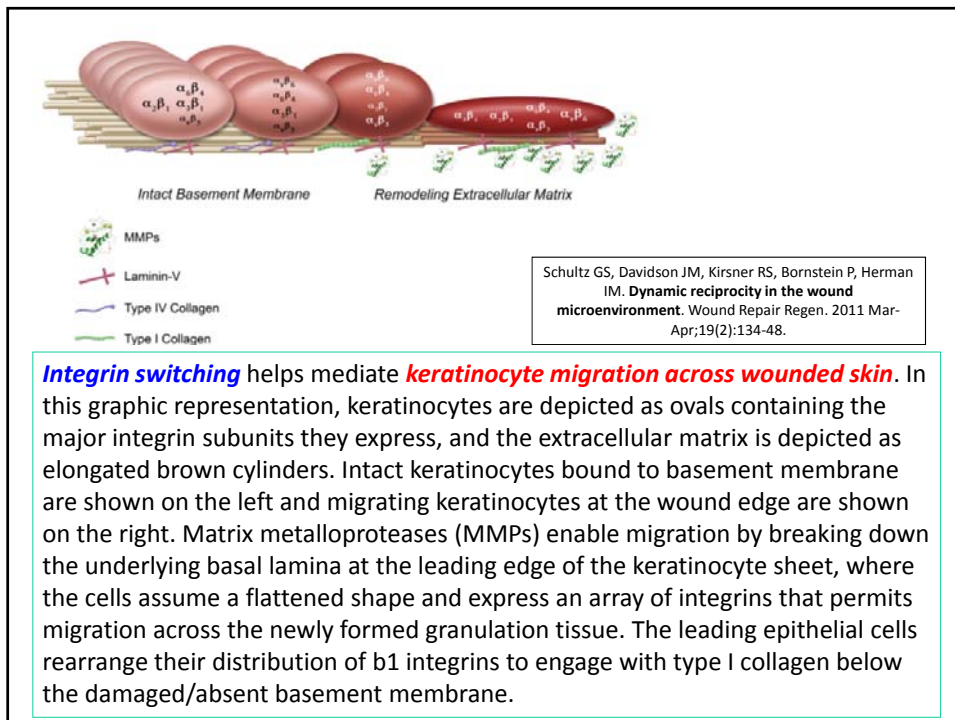 α₆β₄
α₂β₁ α₃β₁
Intact Basement Membrane
Remodeling Extracellular Matrix
MMPs
Laminin-V
Type IV Collagen
Type I Collagen
Schultz GS, Davidson JM, Kirsner RS, Bornstein P, Herman
IM. Dynamic reciprocity in the wound
microenvironment. Wound Repair Regen. 2011 Mar-
Apr;19(2):134-48.
Integrin switching helps mediate keratinocyte migration across wounded skin. In
this graphic representation, keratinocytes are depicted as ovals containing the
major integrin subunits they express, and the extracellular matrix is depicted as
elongated brown cylinders. Intact keratinocytes bound to basement membrane
are shown on the left and migrating keratinocytes at the wound edge are shown
on the right. Matrix metalloproteases (MMPs) enable migration by breaking down
the underlying basal lamina at the leading edge of the keratinocyte sheet, where
the cells assume a flattened shape and express an array of integrins that permits
migration across the newly formed granulation tissue. The leading epithelial cells
rearrange their distribution of b1 integrins to engage with type I collagen below
the damaged/absent basement membrane.